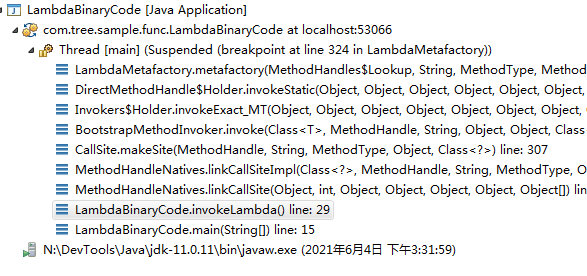 LambdaBinaryCode [Java Application]
com.tree.sample.func.LambdaBinaryCode at localhost:53066
Thread [main] (Suspended (breakpoint at line 324 in LambdaMetafactory))
LambdaMetafactory.metafactory(MethodHandles$Lookup, String, MethodType, Method
DirectMethodHandle$Holder.invokeStatic(Object, Object, Object, Object, Object, Object,
Invokers$Holder.invokeExact_MT(Object, Object, Object, Object, Object, Object, Ob
BootstrapMethodInvoker.invoke(Class<T>, MethodHandle, String, Object, Object, Class
CallSite.makeSite(MethodHandle, String, MethodType, Object, Class<?>) line: 307
MethodHandleNatives.linkCallSiteImpl(Class<?>, MethodHandle, String, MethodType, O
MethodHandleNatives.linkCallSite(Object, int, Object, Object, Object, Object, Object[]) lin
LambdaBinaryCode.invokeLambda() line: 29
LambdaBinaryCode.main(String[]) line: 15
N:\DevTools\Java\jdk-11.0.11\bin\javaw.exe (2021年6月4日 下午3:31:59)